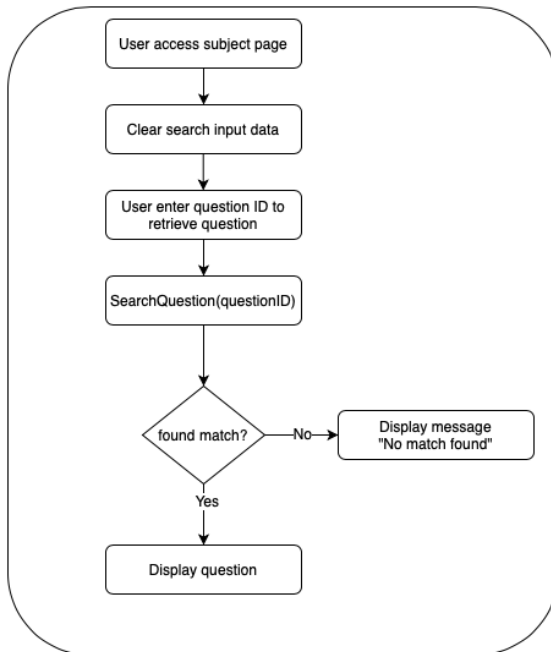 User access subject page
Clear search input data
User enter question ID to
retrieve question
SearchQuestion(questionID)
found match?
No
Display message
"No match found"
Yes
Display question